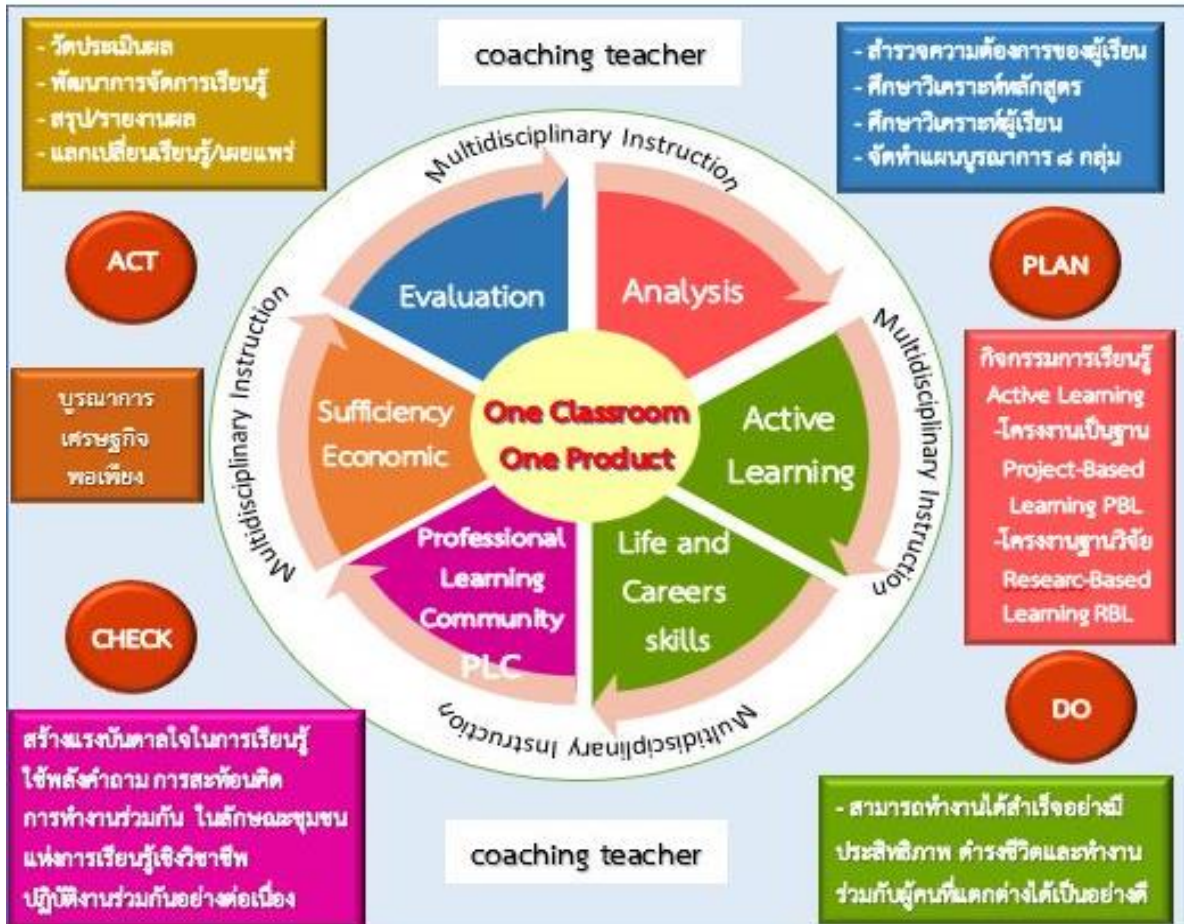 coaching teacher
- วัดประเมินผล
- พัฒนาการจัดการเรียนรู้
- สรุป/รายงานผล
- แลกเปลี่ยนเรียนรู้/เผยแพร่
- สำรวจความต้องการของผู้เรียน
- ศึกษาวิเคราะห์หลักสูตร
- ศึกษาวิเคราะห์ผู้เรียน
- จัดทำแผนบูรณาการ ๘ กลุ่ม
ACT
PLAN
Multidisciplinary Instruction
Multidisciplinary Instruction
Multidisciplinary Instruction
Multidisciplinary Instruction
Multidisciplinary Instruction
Evaluation
Analysis
Sufficiency
Economic
One Classroom
One Product
Active
Learning
Professional
Learning
Community
PLC
Life and
Careers
skills
บูรณาการ
เศรษฐกิจ
พอเพียง
กิจกรรมการเรียนรู้
Active Learning
-โครงงานเป็นฐาน
Project-Based
Learning PBL
-โครงงานฐานวิจัย
Researc-Based
Learning RBL
CHECK
DO
สร้างแรงบันดาลใจในการเรียนรู้
ใช้พลังคำถาม การสะท้อนคิด
การทำงานร่วมกัน ในลักษณะชุมชน
แห่งการเรียนรู้เชิงวิชาชีพ
ปฏิบัติงานร่วมกันอย่างต่อเนื่อง
coaching teacher
- สามารถทำงานได้สำเร็จอย่างมี
ประสิทธิภาพ ดำรงชีวิตและทำงาน
ร่วมกับผู้คนที่แตกต่างได้เป็นอย่างดี